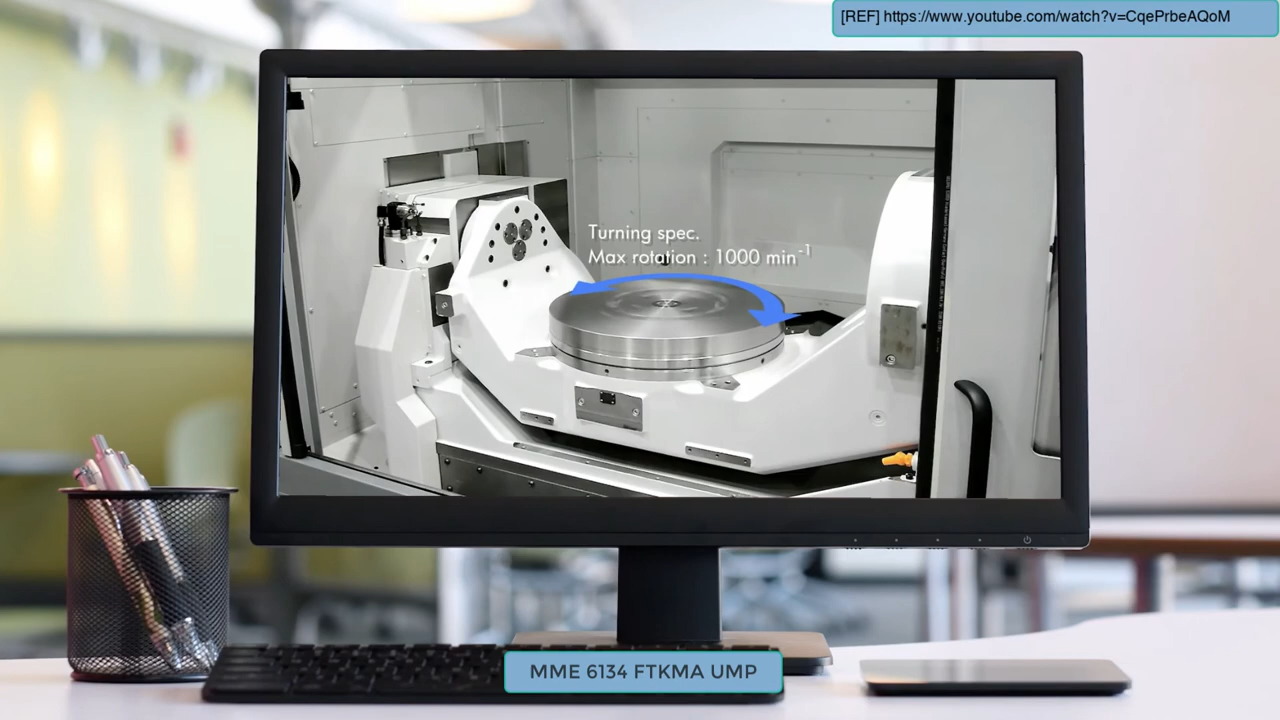 [REF] https://www.youtube.com/watch?v=CqePrbeAQoM
Turning spec.
Max rotation : 1000 min-1
MME 6134 FTKMA UMP